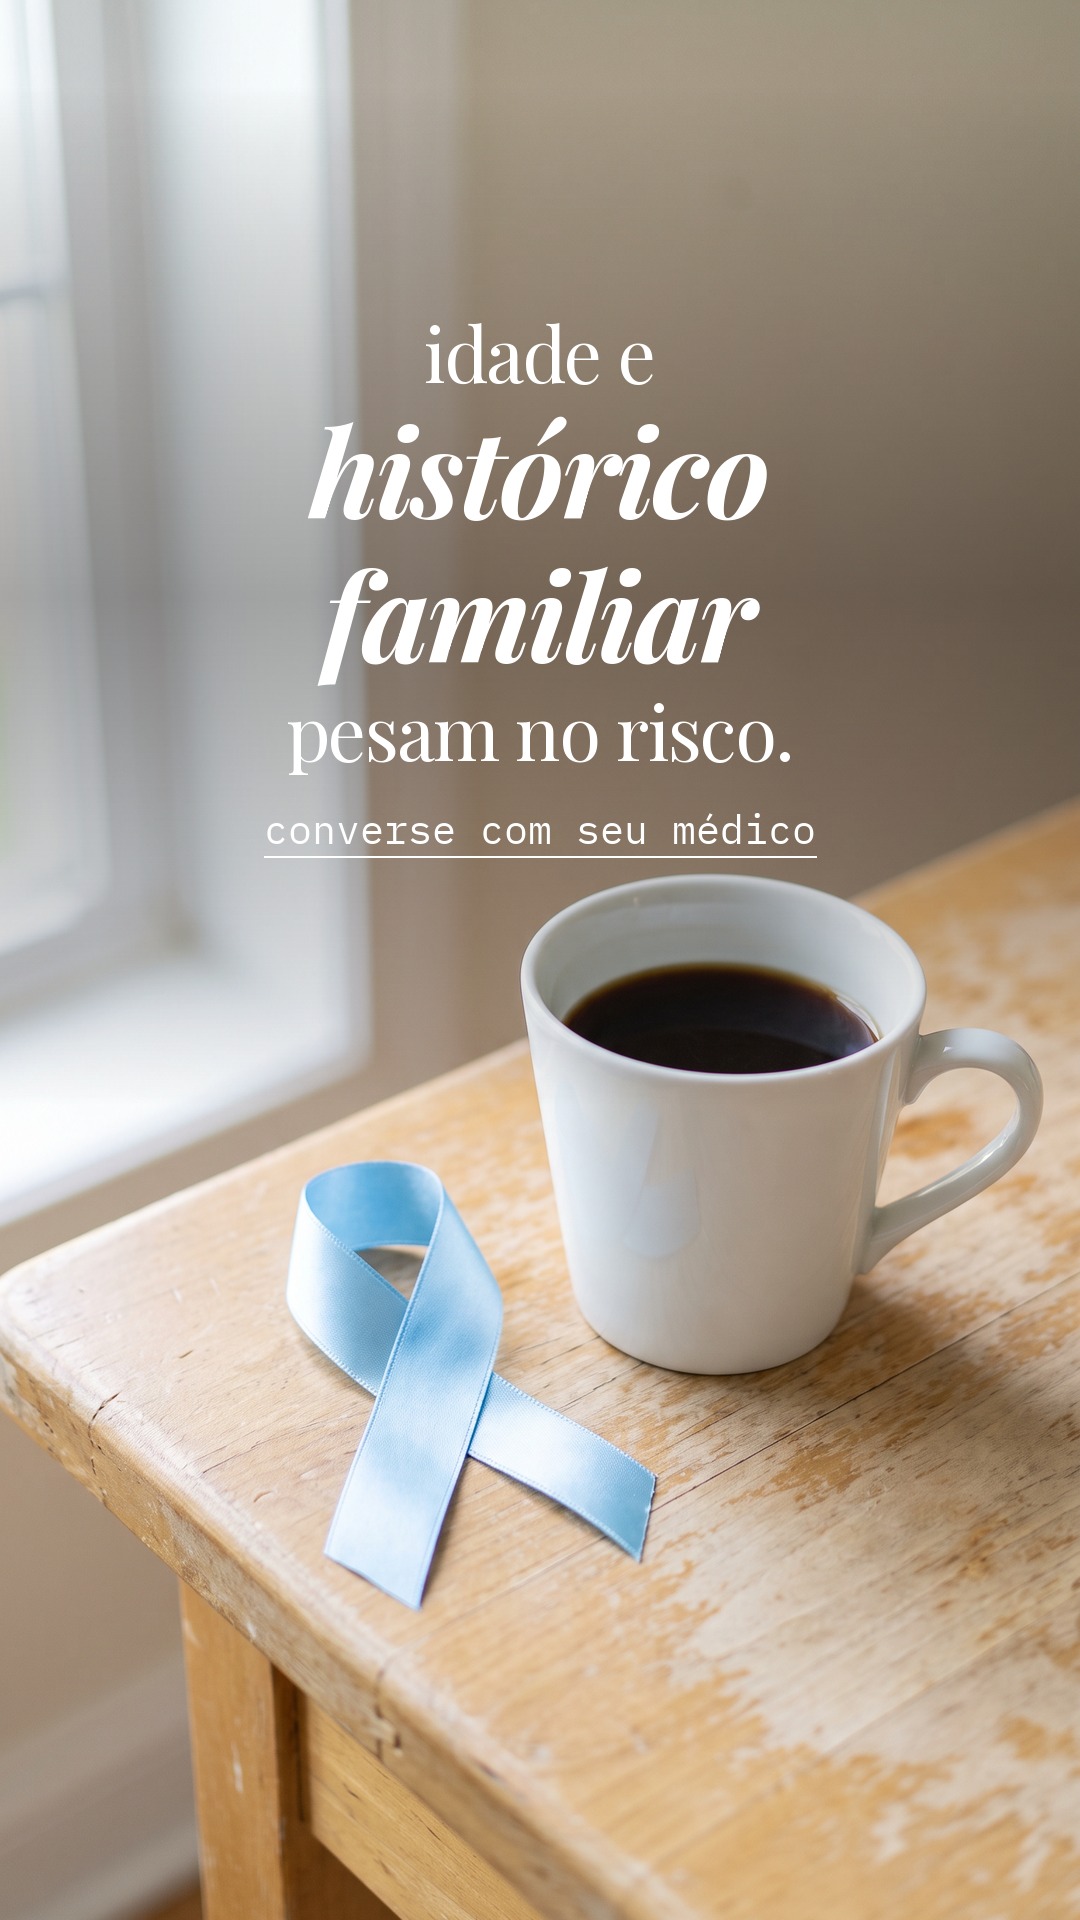 idade e
histórico
familiar
pesam no risco.
converse com seu médico